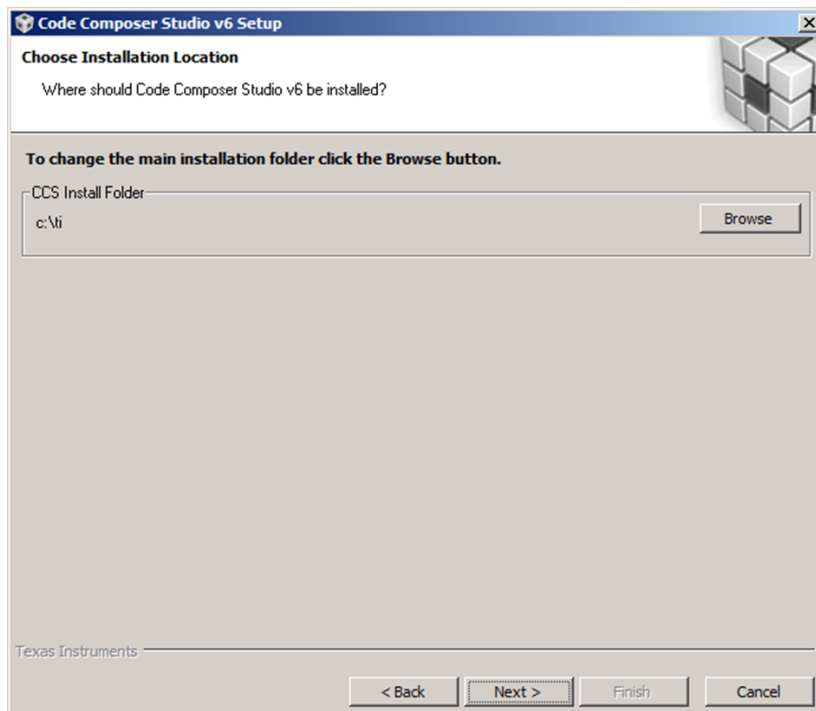 Code Composer Studio v6 Setup
Choose Installation Location
Where should Code Composer Studio v6 be installed?
To change the main installation folder click the Browse button.
CCS Install Folder
c:\ti
Browse
Texas Instruments
< Back Next > Finish Cancel